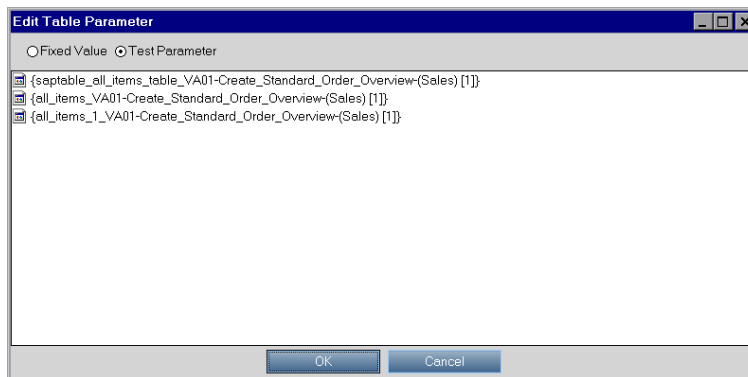 Edit Table Parameter
Fixed Value Test Parameter
{saptable_all_items_table_VA01-Create_Standard_Order_Overview-(Sales) [1]}
{all_items_VA01-Create_Standard_Order_Overview-(Sales) [1]}
{all_items_1_VA01-Create_Standard_Order_Overview-(Sales) [1]}
OK Cancel